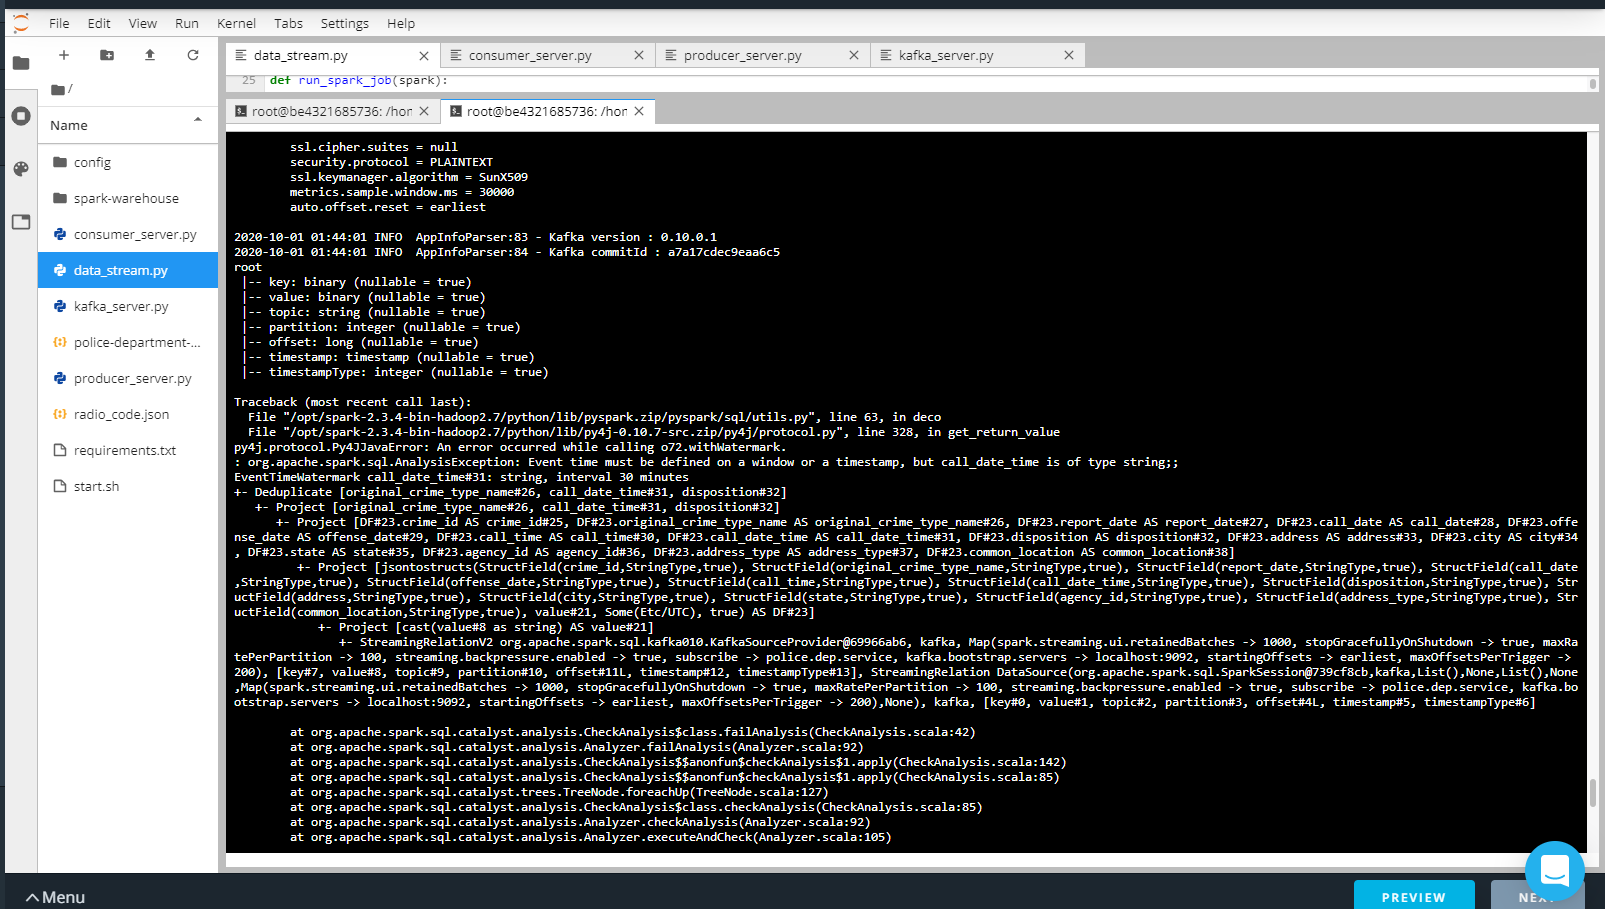 File Edit View Run Kernel Tabs Settings Help
data_stream.py
consumer_server.py
producer_server.py
kafka_server.py
/
25 def run_spark_job(spark):
root@be4321685736: /hon
root@be4321685736: /hon
Name
config
spark-warehouse
consumer_server.py
data_stream.py
kafka_server.py
police-department-...
producer_server.py
radio_code.json
requirements.txt
start.sh
ssl.cipher.suites = null
security.protocol = PLAINTEXT
ssl.keymanager.algorithm = SunX509
metrics.sample.window.ms = 30000
auto.offset.reset = earliest
2020-10-01 01:44:01 INFO  AppInfoParser:83 - Kafka version : 0.10.0.1
2020-10-01 01:44:01 INFO  AppInfoParser:84 - Kafka commitId : a7a17cdec9eaa6c5
root
|-- key: binary (nullable = true)
|-- value: binary (nullable = true)
|-- topic: string (nullable = true)
|-- partition: integer (nullable = true)
|-- offset: long (nullable = true)
|-- timestamp: timestamp (nullable = true)
|-- timestampType: integer (nullable = true)
Traceback (most recent call last):
File "/opt/spark-2.3.4-bin-hadoop2.7/python/lib/pyspark.zip/pyspark/sql/utils.py", line 63, in deco
File "/opt/spark-2.3.4-bin-hadoop2.7/python/lib/py4j-0.10.7-src.zip/py4j/protocol.py", line 328, in get_return_value
py4j.protocol.Py4JJavaError: An error occurred while calling o72.withWatermark.
: org.apache.spark.sql.AnalysisException: Event time must be defined on a window or a timestamp, but call_date_time is of type string;;
EventTimeWatermark call_date_time#31: string, interval 30 minutes
+- Deduplicate [original_crime_type_name#26, call_date_time#31, disposition#32]
+- Project [original_crime_type_name#26, call_date_time#31, disposition#32]
+- Project [DF#23.crime_id AS crime_id#25, DF#23.original_crime_type_name AS original_crime_type_name#26, DF#23.report_date AS report_date#27, DF#23.call_date AS call_date#28, DF#23.offe
nse_date AS offense_date#29, DF#23.call_time AS call_time#30, DF#23.call_date_time AS call_date_time#31, DF#23.disposition AS disposition#32, DF#23.address AS address#33, DF#23.city AS city#34
, DF#23.state AS state#35, DF#23.agency_id AS agency_id#36, DF#23.address_type AS address_type#37, DF#23.common_location AS common_location#38]
+- Project [jsontostructs(StructField(crime_id,StringType,true), StructField(original_crime_type_name,StringType,true), StructField(report_date,StringType,true), StructField(call_date
,StringType,true), StructField(offense_date,StringType,true), StructField(call_time,StringType,true), StructField(call_date_time,StringType,true), StructField(disposition,StringType,true), Str
uctField(address,StringType,true), StructField(city,StringType,true), StructField(state,StringType,true), StructField(agency_id,StringType,true), StructField(address_type,StringType,true), Str
uctField(common_location,StringType,true), value#21, Some(Etc/UTC), true) AS DF#23]
+- Project [cast(value#8 as string) AS value#21]
+- StreamingRelationV2 org.apache.spark.sql.kafka010.KafkaSourceProvider@69966ab6, kafka, Map(spark.streaming.ui.retainedBatches -> 1000, stopGracefullyOnShutdown -> true, maxRa
tePerPartition -> 100, streaming.backpressure.enabled -> true, subscribe -> police.dep.service, kafka.bootstrap.servers -> localhost:9092, startingOffsets -> earliest, maxOffsetsPerTrigger ->
200), [key#7, value#8, topic#9, partition#10, offset#11L, timestamp#12, timestampType#13], StreamingRelation DataSource(org.apache.spark.sql.SparkSession@739cf8cb,kafka,List(),None,List(),None
,Map(spark.streaming.ui.retainedBatches -> 1000, stopGracefullyOnShutdown -> true, maxRatePerPartition -> 100, streaming.backpressure.enabled -> true, subscribe -> police.dep.service, kafka.bo
otstrap.servers -> localhost:9092, startingOffsets -> earliest, maxOffsetsPerTrigger -> 200),None), kafka, [key#0, value#1, topic#2, partition#3, offset#4L, timestamp#5, timestampType#6]
at org.apache.spark.sql.catalyst.analysis.CheckAnalysis$class.failAnalysis(CheckAnalysis.scala:42)
at org.apache.spark.sql.catalyst.analysis.Analyzer.failAnalysis(Analyzer.scala:92)
at org.apache.spark.sql.catalyst.analysis.CheckAnalysis$$anonfun$checkAnalysis$1.apply(CheckAnalysis.scala:142)
at org.apache.spark.sql.catalyst.analysis.CheckAnalysis$$anonfun$checkAnalysis$1.apply(CheckAnalysis.scala:85)
at org.apache.spark.sql.catalyst.trees.TreeNode.foreachUp(TreeNode.scala:127)
at org.apache.spark.sql.catalyst.analysis.CheckAnalysis$class.checkAnalysis(CheckAnalysis.scala:85)
at org.apache.spark.sql.catalyst.analysis.Analyzer.checkAnalysis(Analyzer.scala:92)
at org.apache.spark.sql.catalyst.analysis.Analyzer.executeAndCheck(Analyzer.scala:105)
Menu
PREVIEW